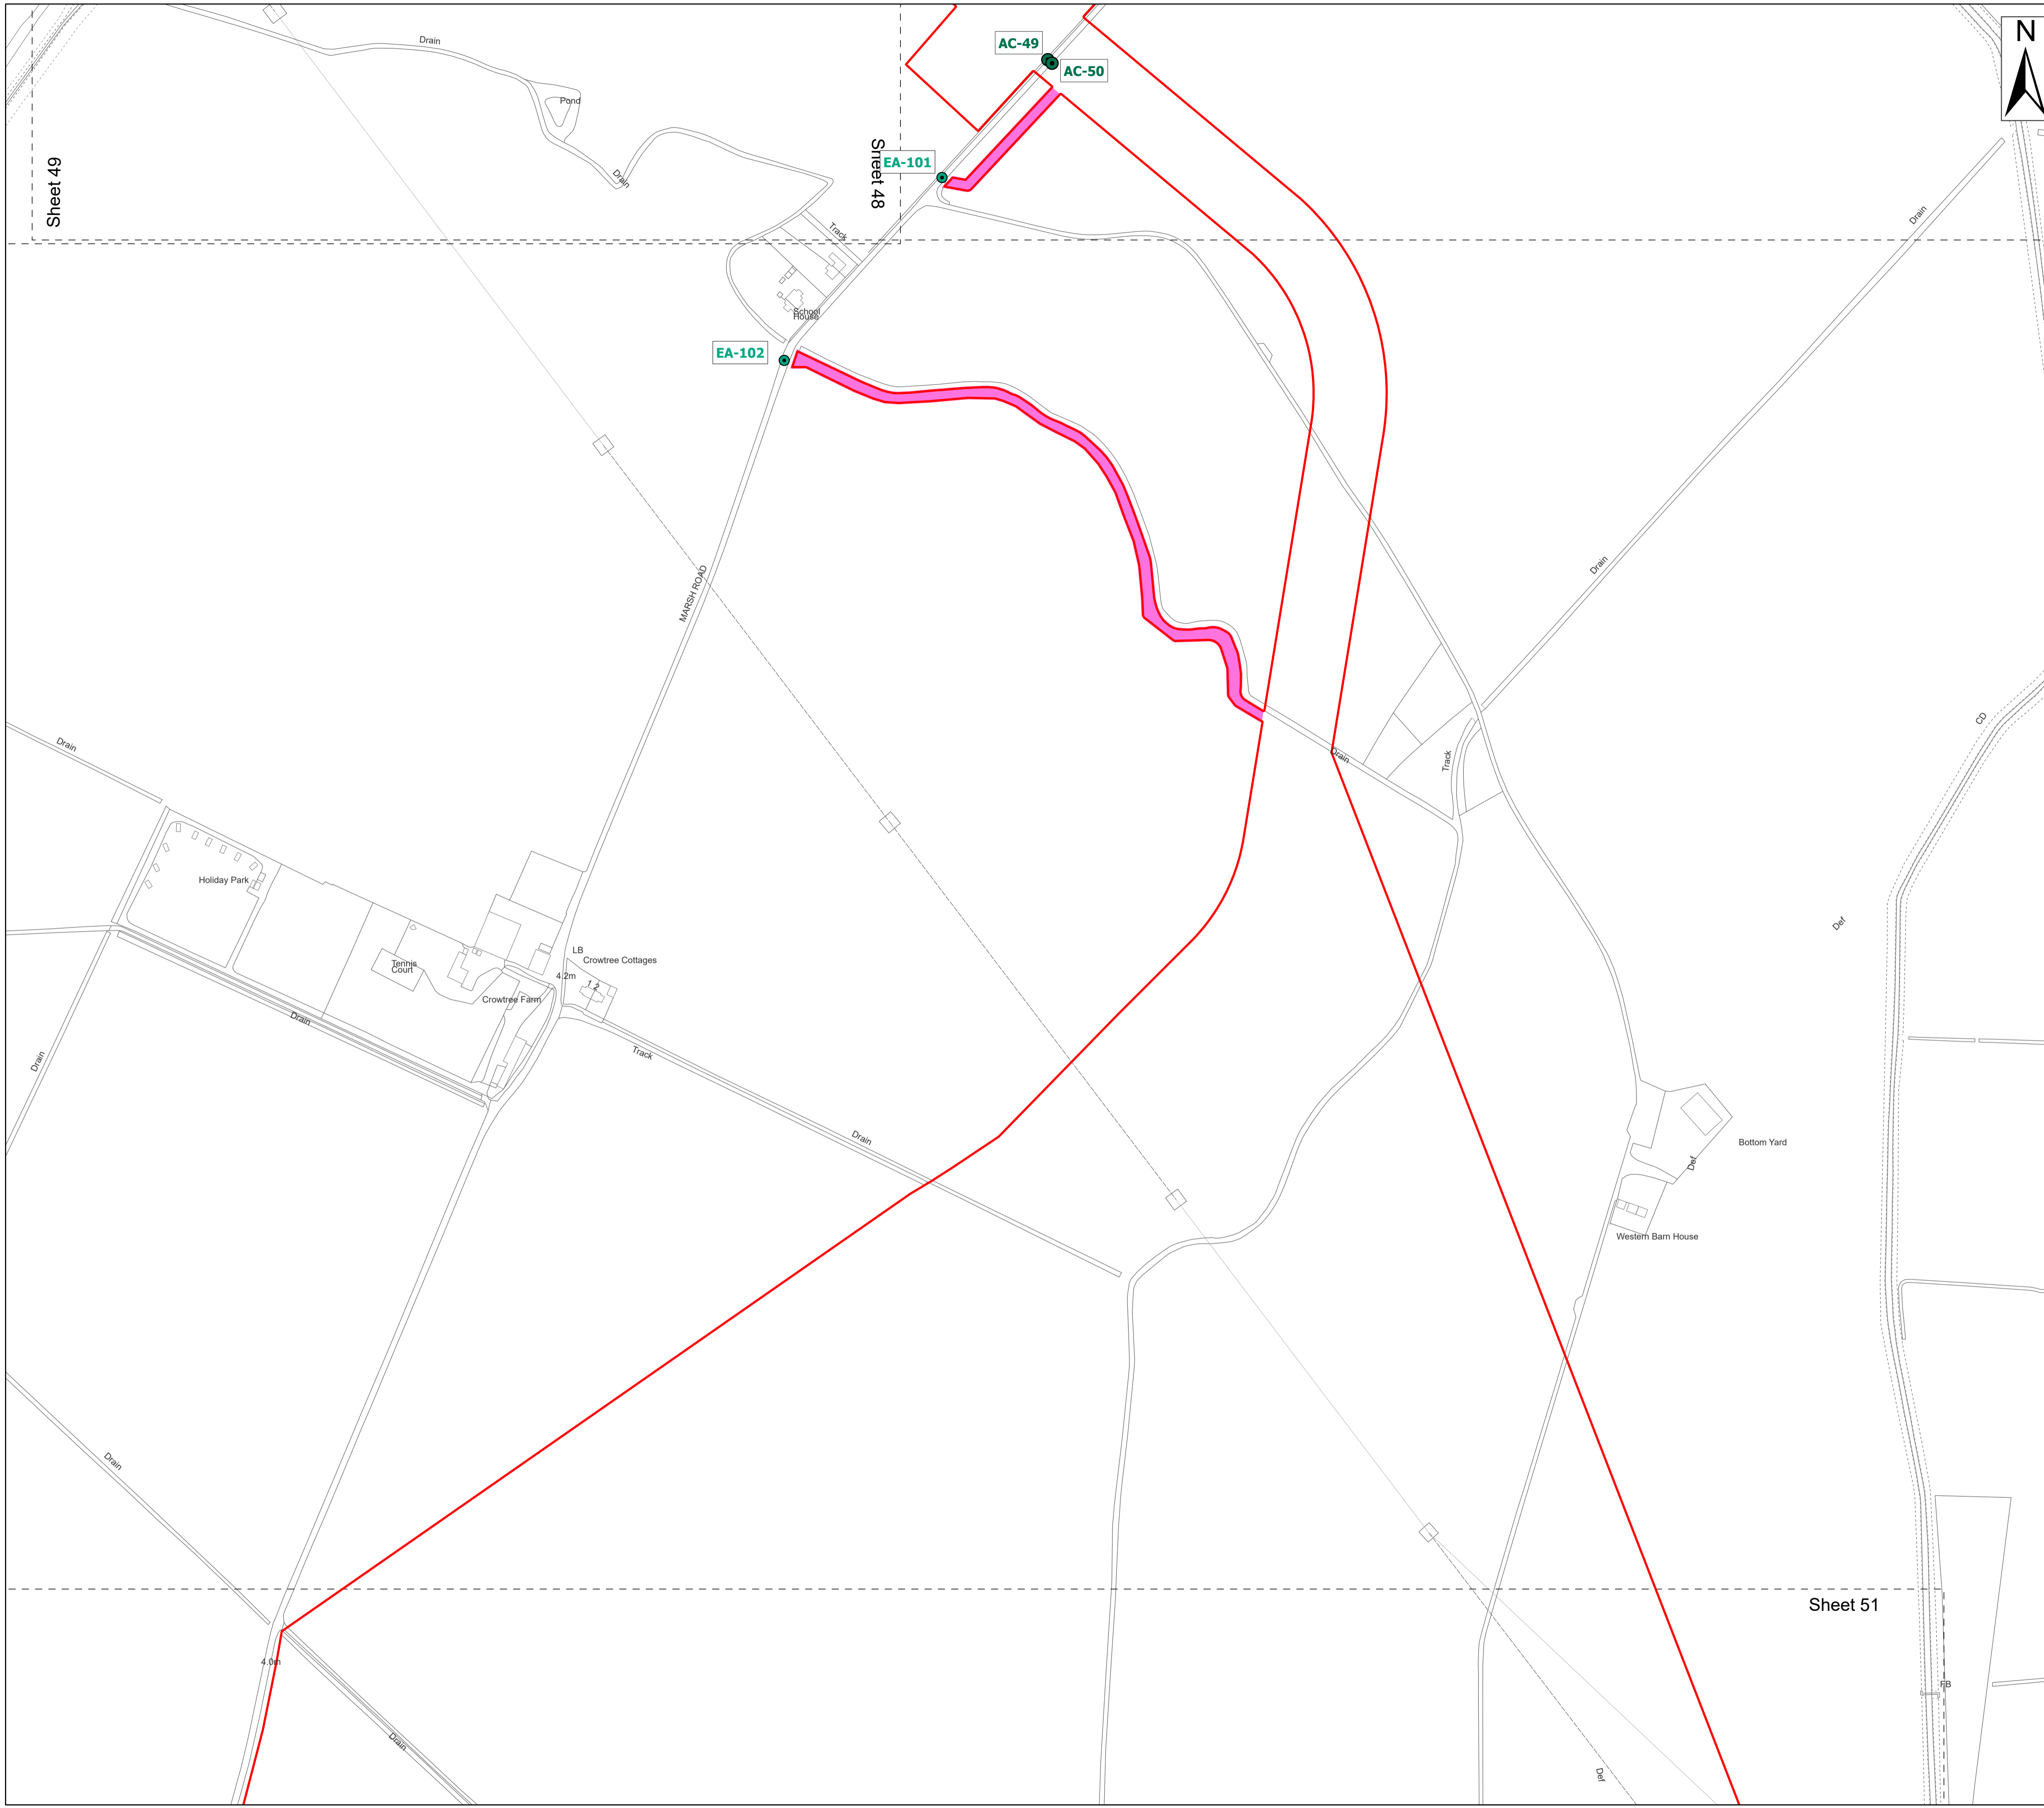 N
Drain
AC-49
AC-50
Pond
Sheet 49
Sheet 48
EA-101
Drain
Drain
Track
School
House
EA-102
Drain
MARSH ROAD
CD
Drain
Drain
Track
Holiday Park
Def
LB
Crowtree Cottages
Tennis
Court
4.2m
1 2
Crowtree Farm
Drain
Drain
Track
Drain
Bottom Yard
Def
Western Barn House
Drain
Sheet 51
4.0m
FB
Drain
Def